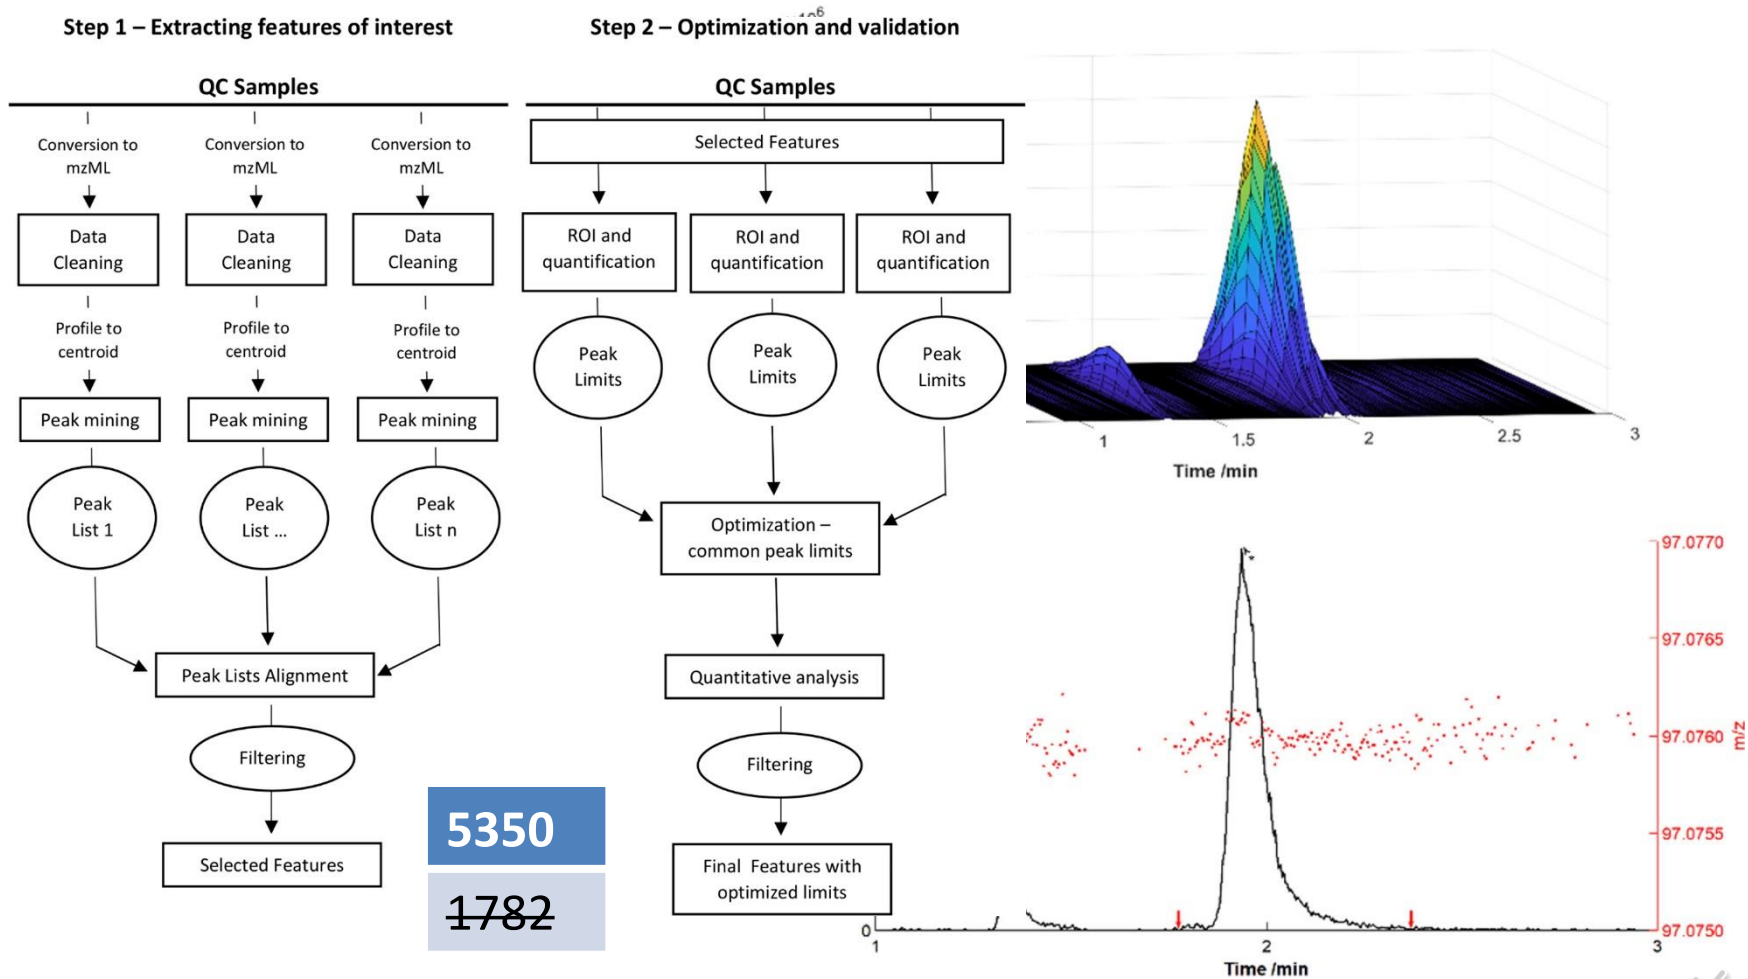 Step 1 – Extracting features of interest
QC Samples
Conversion to
mzML
Conversion to
mzML
Conversion to
mzML
Data
Cleaning
Data
Cleaning
Data
Cleaning
Profile to
centroid
Profile to
centroid
Profile to
centroid
Peak mining
Peak mining
Peak mining
Peak
List 1
Peak
List ...
Peak
List n
Peak Lists Alignment
Filtering
Selected Features
5350
1782
Step 2 – Optimization and validation
QC Samples
Selected Features
ROI and
quantification
ROI and
quantification
ROI and
quantification
Peak
Limits
Peak
Limits
Peak
Limits
Optimization –
common peak limits
Quantitative analysis
Filtering
Final Features with
optimized limits
1
1.5
2
2.5
3
Time /min
97.0770
97.0765
97.0760
97.0755
97.0750
m/z
0
1
2
3
Time /min